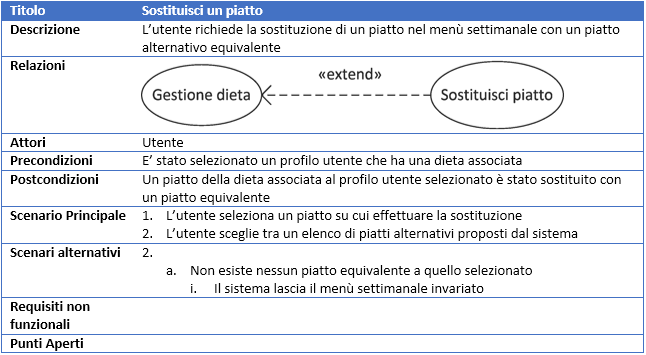 Titolo Sostituisci un piatto
Descrizione L'utente richiede la sostituzione di un piatto nel menù settimanale con un piatto
alternativo equivalente
Relazioni
«extend»
Gestione dieta Sostituisci piatto
Attori Utente
Precondizioni E' stato selezionato un profilo utente che ha una dieta associata
Postcondizioni Un piatto della dieta associata al profilo utente selezionato è stato sostituito con
un piatto equivalente
Scenario Principale 1. L'utente seleziona un piatto su cui effettuare la sostituzione
2. L'utente sceglie tra un elenco di piatti alternativi proposti dal sistema
Scenari alternativi 2.
a. Non esiste nessun piatto equivalente a quello selezionato
i. Il sistema lascia il menù settimanale invariato
Requisiti non
funzionali
Punti Aperti